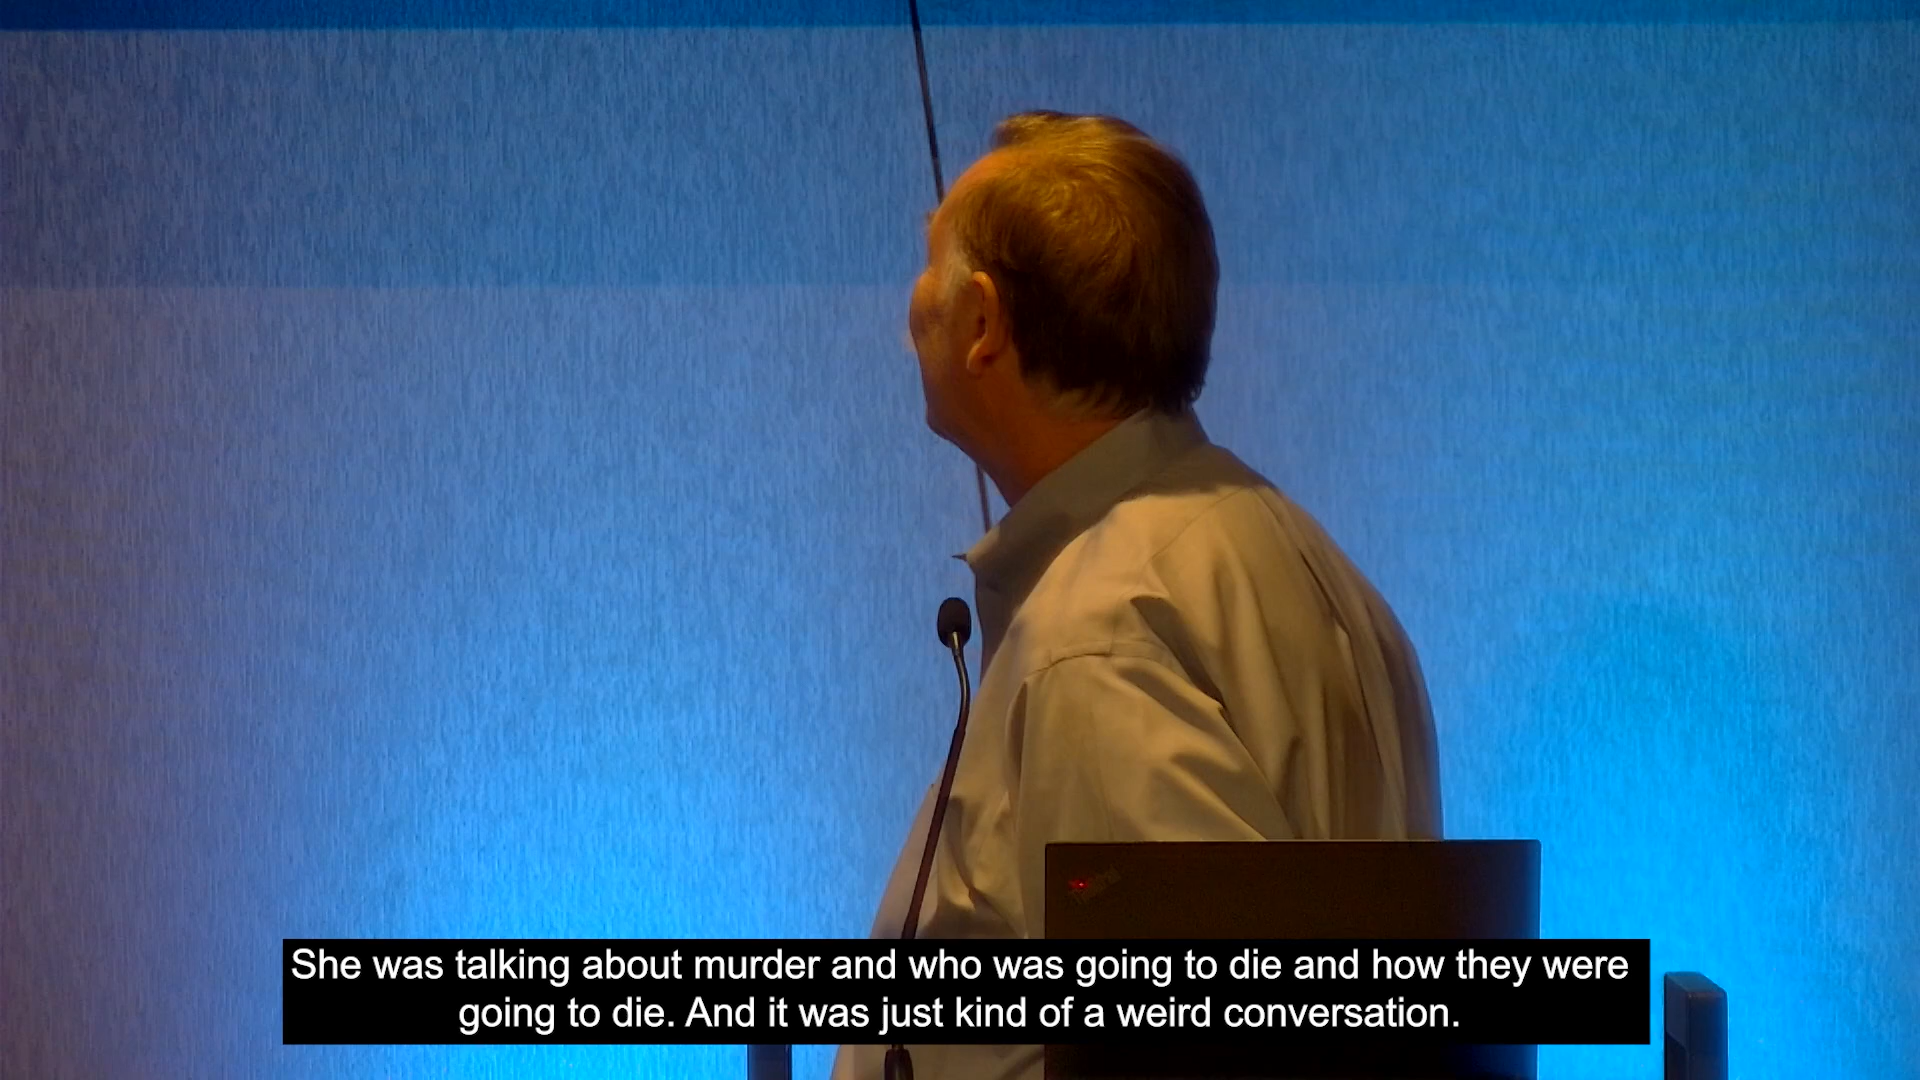 She was talking about murder and who was going to die and how they were
going to die. And it was just kind of a weird conversation.